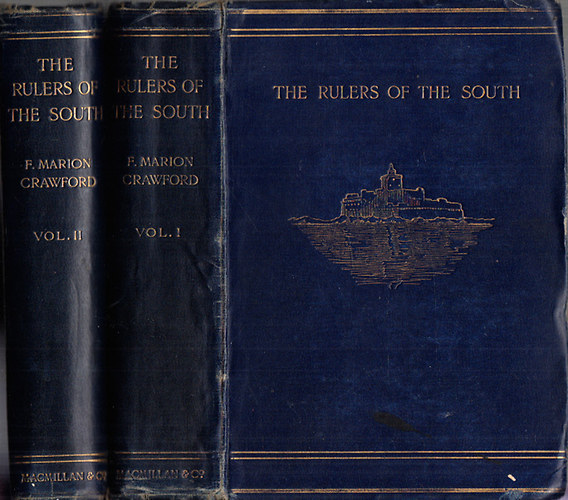 THE
RULERS OF
THE SOUTH
F. MARION
CRAWFORD
VOL. II
MACMILLAN & Co.
THE
RULERS OF
THE SOUTH
F. MARION
CRAWFORD
VOL. I
MACMILLAN & Co.
THE RULERS OF THE SOUTH